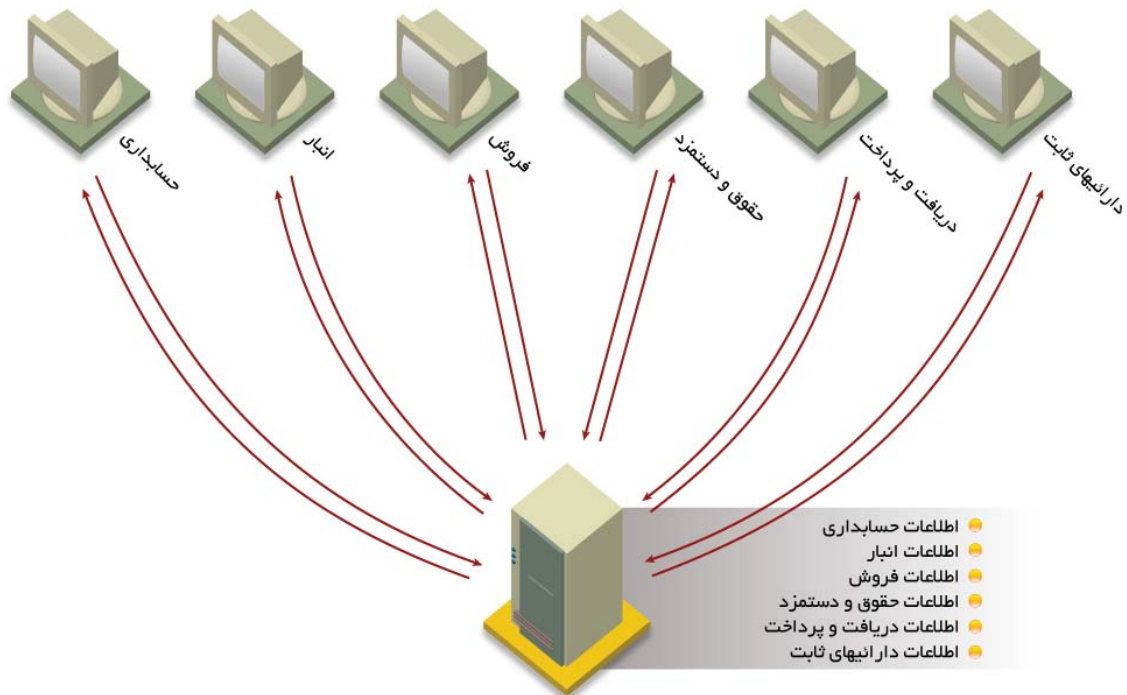 حسابداری
انبار
فروش
حقوق و دستمزد
دریافت و پرداخت
دارائیهای ثابت
اطلاعات حسابداری
اطلاعات انبار
اطلاعات فروش
اطلاعات حقوق و دستمزد
اطلاعات دریافت و پرداخت
اطلاعات دارائیهای ثابت